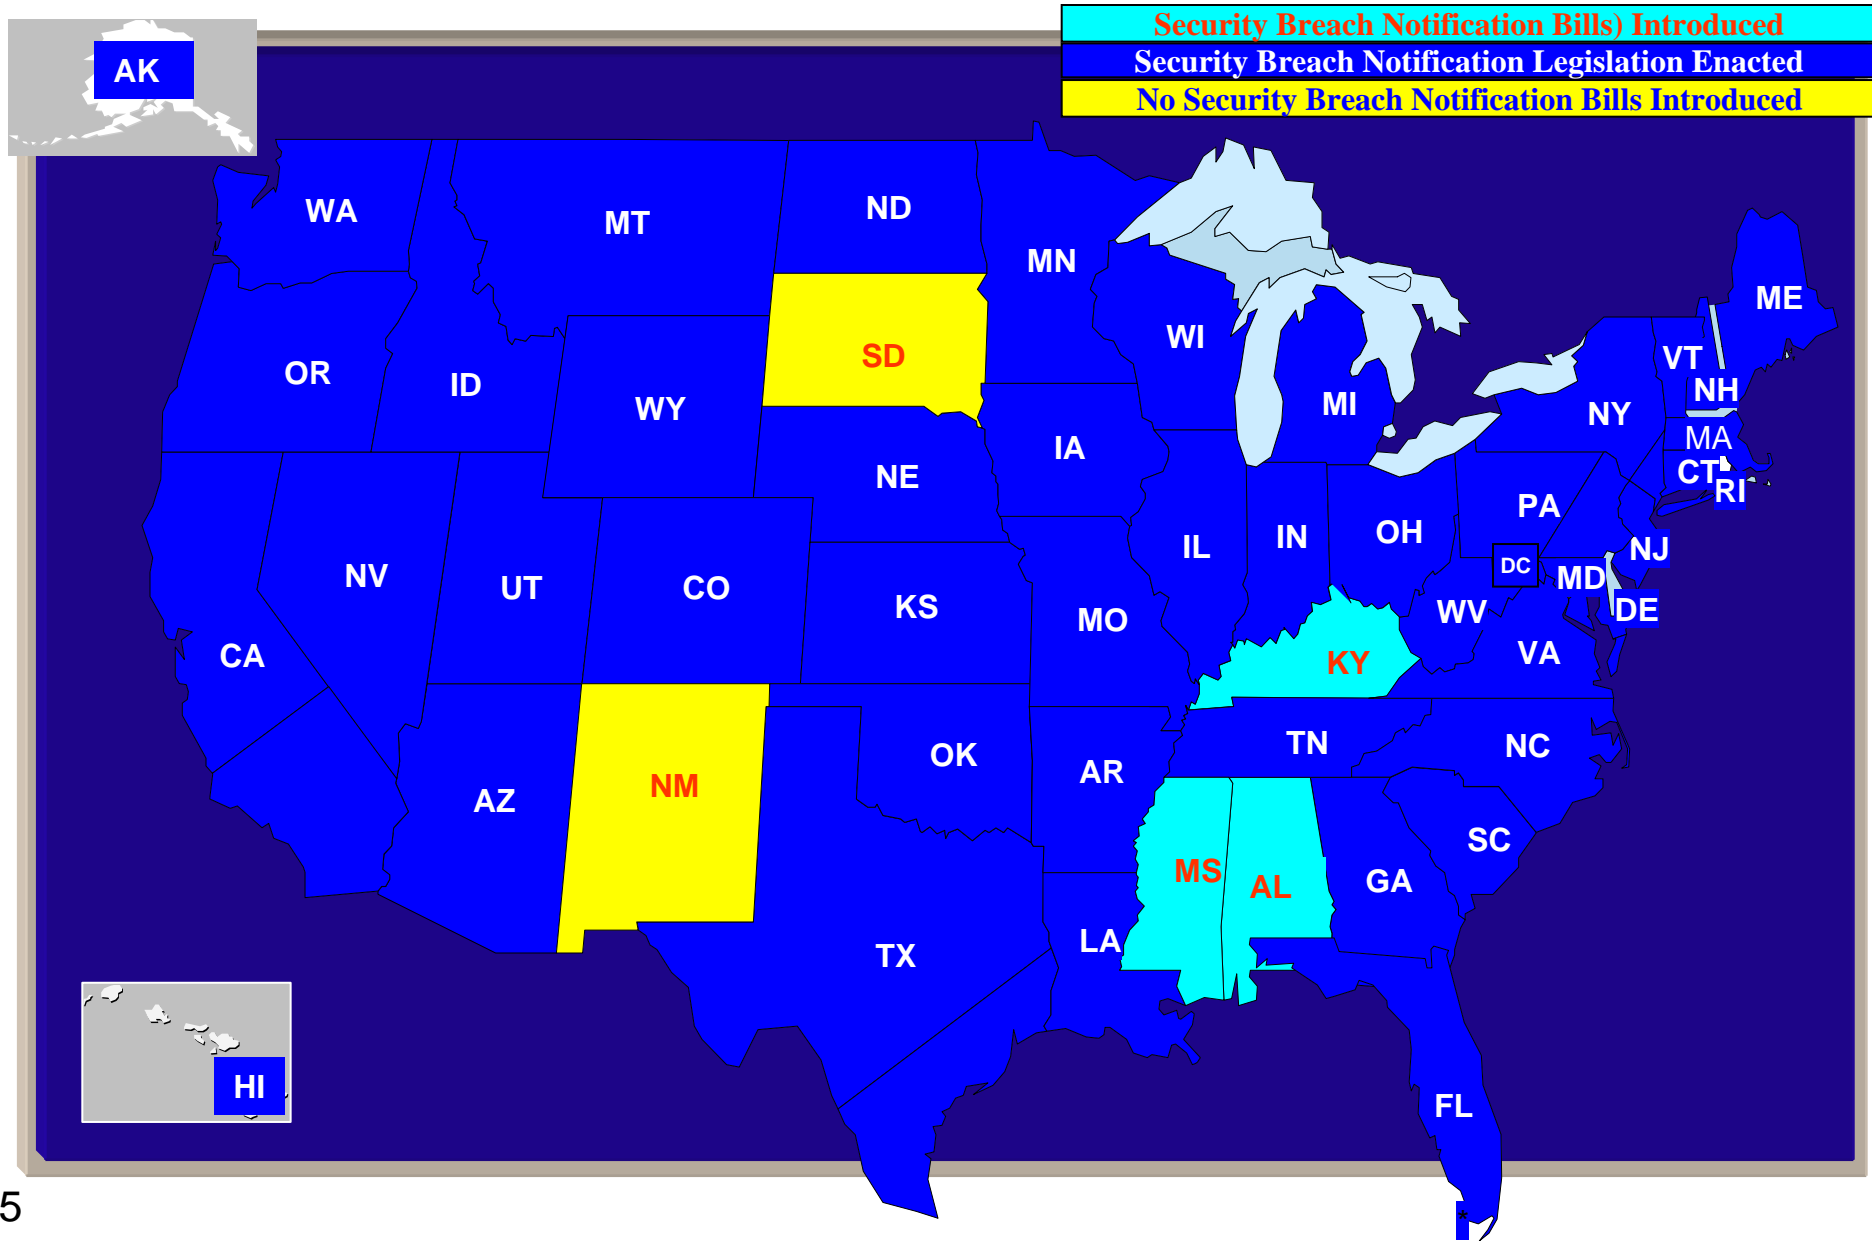 Security Breach Notification Bills) Introduced
Security Breach Notification Legislation Enacted
No Security Breach Notification Bills Introduced
AK
WA
MT
ND
MN
ME
OR
ID
SD
WI
VT
NH
WY
MI
NY
MA
IA
CT
RI
NE
PA
NV
UT
CO
KS
IL
IN
OH
NJ
DC
MD
DE
WV
MO
CA
KY
VA
OK
AR
TN
NC
AZ
NM
SC
MS
AL
GA
LA
TX
HI
FL
5
*